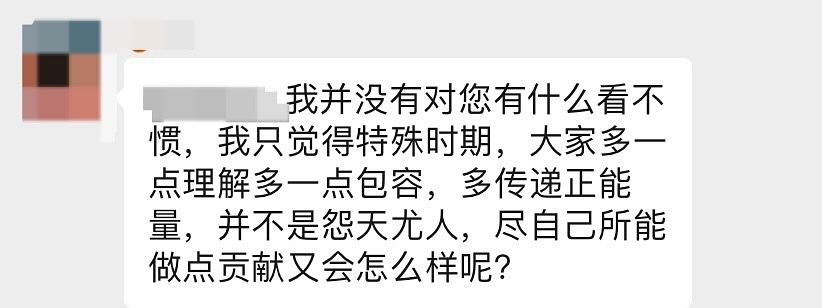 我并没有对您有什么看不
惯，我只觉得特殊时期，大家多一
点理解多一点包容，多传递正能
量，并不是怨天尤人，尽自己所能
做点贡献又会怎么样呢？